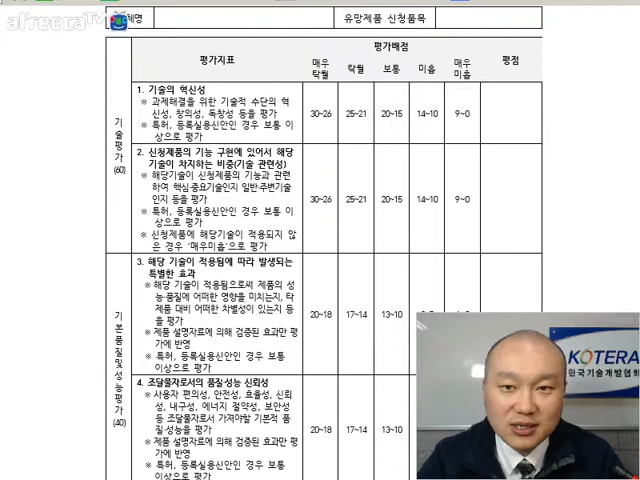 afreecaTV
체명
유망제품 신청품목
평가지표
평가배점
평점
매우
탁월
탁월
보통
미흡
매우
미흡
기술평가(60)
1. 기술의 혁신성
※ 과제해결을 위한 기술적 수단의 혁
신성, 창의성, 독창성 등을 평가
※ 특허, 등록실용신안인 경우 보통 이
상으로 평가
30~26
25~21
20~15
14~10
9~0
2. 신청제품의 기능 구현에 있어서 해당
기술이 차지하는 비중(기술 관련성)
※ 해당기술이 신청제품의 기능과 관련
하여 핵심·중요기술인지 일반·주변기술
인지 등을 평가
※ 특허, 등록실용신안인 경우 보통 이
상으로 평가
※ 신청제품에 해당기술이 적용되지 않
은 경우 '매우미흡'으로 평가
30~26
25~21
20~15
14~10
9~0
기본품질및성능평가(40)
3. 해당 기술이 적용됨에 따라 발생되는
특별한 효과
※ 해당 기술이 적용됨으로써 제품의 성
능·품질에 어떠한 영향을 미치는지, 타
제품 대비 어떠한 차별성이 있는지 등
을 평가
※ 제품 설명자료에 의해 검증된 효과만 평
가에 반영
※ 특허, 등록실용신안인 경우 보통
이상으로 평가
20~18
17~14
13~10
4. 조달물자로서의 품질·성능 신뢰성
※ 사용자 편의성, 안전성, 효율성, 신뢰
성, 내구성, 에너지 절약성, 보안성
등 조달물자로서 가져야할 기본적 품
질·성능을 평가
※ 제품 설명자료에 의해 검증된 효과만 평
가에 반영
※ 특허, 등록실용신안인 경우 보통
이상으로 평가
20~18
17~14
13~10
KOTERA
한국기술개발협회